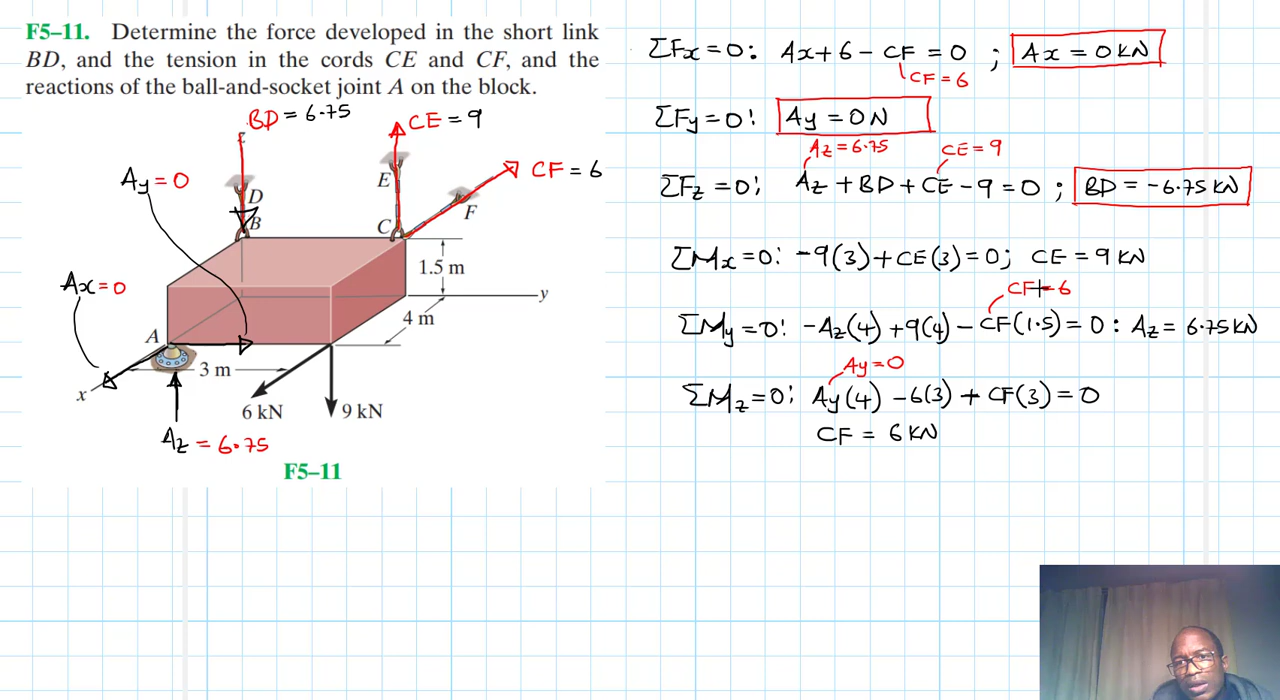 F5–11. Determine the force developed in the short link
BD, and the tension in the cords CE and CF, and the
reactions of the ball-and-socket joint A on the block.
BD = 6.75
CE = 9
CF = 6
Ay = 0
D
B
E
C
F
1.5 m
Ax = 0
y
4 m
A
3 m
x
6 kN
9 kN
Az = 6.75
F5–11
ΣFx = 0: Ax + 6 - CF = 0 ; Ax = 0 kN
CF = 6
ΣFy = 0: Ay = 0 N
Az = 6.75 CE = 9
ΣFz = 0: Az + BD + CE - 9 = 0 ; BD = -6.75 kN
ΣMx = 0: -9(3) + CE(3) = 0; CE = 9 kN
CF = 6
ΣMy = 0: -Az(4) + 9(4) - CF(1.5) = 0 : Az = 6.75 kN
Ay = 0
ΣMz = 0: Ay(4) - 6(3) + CF(3) = 0
CF = 6 kN